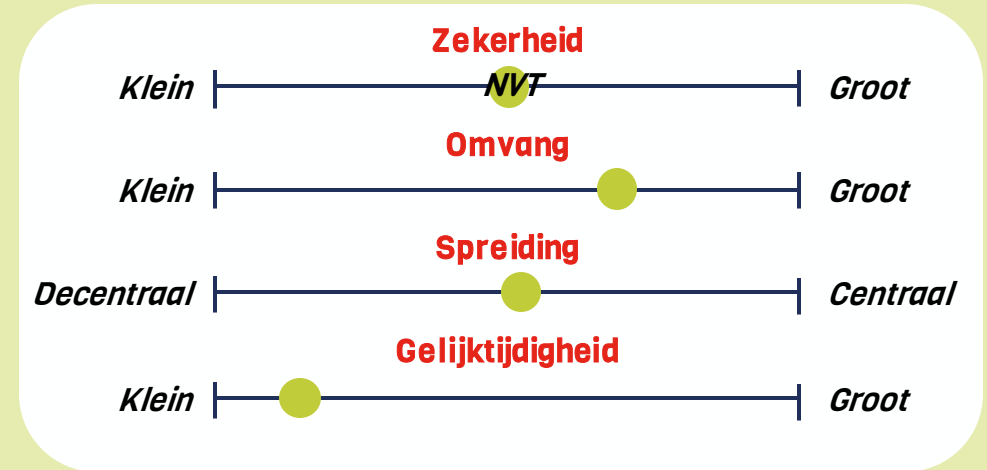 Zekerheid
Klein NVT Groot
Omvang
Klein Groot
Spreiding
Decentraal Centraal
Gelijktijdigheid
Klein Groot